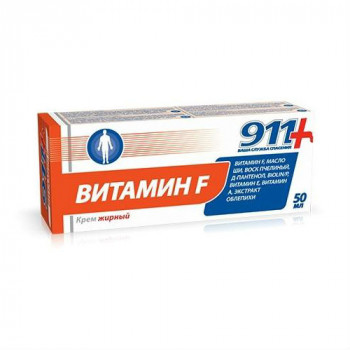 911+
ВАША СЛУЖБА СПАСЕНИЯ
ВИТАМИН F
Крем жирный
ВИТАМИН F, МАСЛО
ШИ, ВОСК ПЧЕЛИНЫЙ,
Д-ПАНТЕНОЛ, BIOLIN/P,
ВИТАМИН Е, ВИТАМИН
А, ЭКСТРАКТ
ОБЛЕПИХИ
50
МЛ